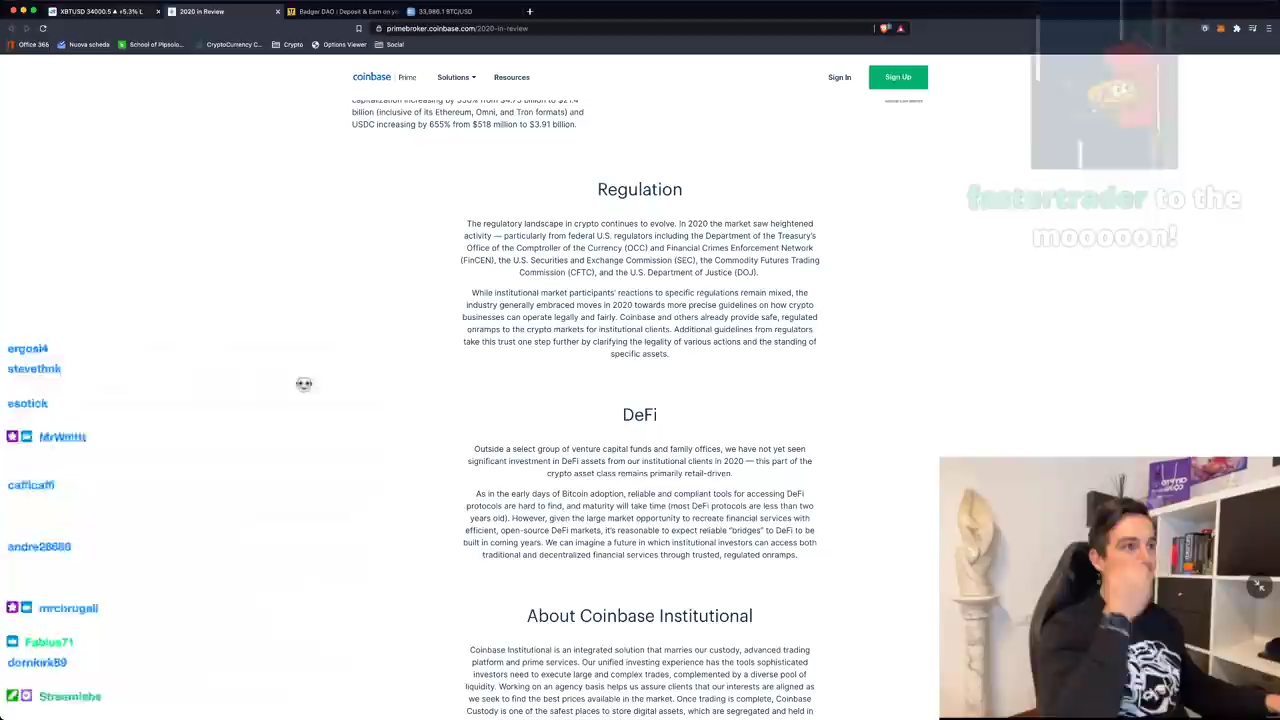 XBTUSD 34000.5 ▲ +5.3% L
2020 in Review
Badger DAO | Deposit & Earn on yo
33,986.1 BTC/USD
primebroker.coinbase.com/2020-in-review
Office 365
Nuova scheda
School of Pipsolo...
CryptoCurrency C...
Crypto
Options Viewer
Social
coinbase | Prime
Solutions
Resources
Sign In
Sign Up
billion (inclusive of its Ethereum, Omni, and Tron formats) and
USDC increasing by 655% from $518 million to $3.91 billion.
fastertrader to the
mooooon!
Regulation
The regulatory landscape in crypto continues to evolve. In 2020 the market saw heightened
activity — particularly from federal U.S. regulators including the Department of the Treasury's
Office of the Comptroller of the Currency (OCC) and Financial Crimes Enforcement Network
(FinCEN), the U.S. Securities and Exchange Commission (SEC), the Commodity Futures Trading
Commission (CFTC), and the U.S. Department of Justice (DOJ).
While institutional market participants' reactions to specific regulations remain mixed, the
industry generally embraced moves in 2020 towards more precise guidelines on how crypto
businesses can operate legally and fairly. Coinbase and others already provide safe, regulated
onramps to the crypto markets for institutional clients. Additional guidelines from regulators
take this trust one step further by clarifying the legality of various actions and the standing of
specific assets.
ergosi4
stevethnk
esotick
MrWeitti
cafficaffi
andre28686
mrchrugali
Fabius71
domkirk89
Streamlabs
DeFi
Outside a select group of venture capital funds and family offices, we have not yet seen
significant investment in DeFi assets from our institutional clients in 2020 — this part of the
crypto asset class remains primarily retail-driven.
As in the early days of Bitcoin adoption, reliable and compliant tools for accessing DeFi
protocols are hard to find, and maturity will take time (most DeFi protocols are less than two
years old). However, given the large market opportunity to recreate financial services with
efficient, open-source DeFi markets, it's reasonable to expect reliable "bridges" to DeFi to be
built in coming years. We can imagine a future in which institutional investors can access both
traditional and decentralized financial services through trusted, regulated onramps.
About Coinbase Institutional
Coinbase Institutional is an integrated solution that marries our custody, advanced trading
platform and prime services. Our unified investing experience has the tools sophisticated
investors need to execute large and complex trades, complemented by a diverse pool of
liquidity. Working on an agency basis helps us assure clients that our interests are aligned as
we seek to find the best prices available in the market. Once trading is complete, Coinbase
Custody is one of the safest places to store digital assets, which are segregated and held in